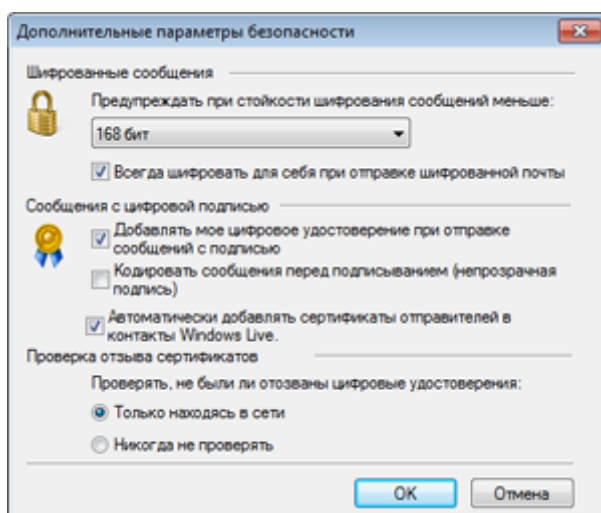 Дополнительные параметры безопасности
Шифрованные сообщения
Предупреждать при стойкости шифрования сообщений меньше:
168 бит
Всегда шифровать для себя при отправке шифрованной почты
Сообщения с цифровой подписью
Добавлять мое цифровое удостоверение при отправке
сообщений с подписью
Кодировать сообщения перед подписыванием (непрозрачная
подпись)
Автоматически добавлять сертификаты отправителей в
контакты Windows Live.
Проверка отзыва сертификатов
Проверять, не были ли отозваны цифровые удостоверения:
Только находясь в сети
Никогда не проверять
OK
Отмена